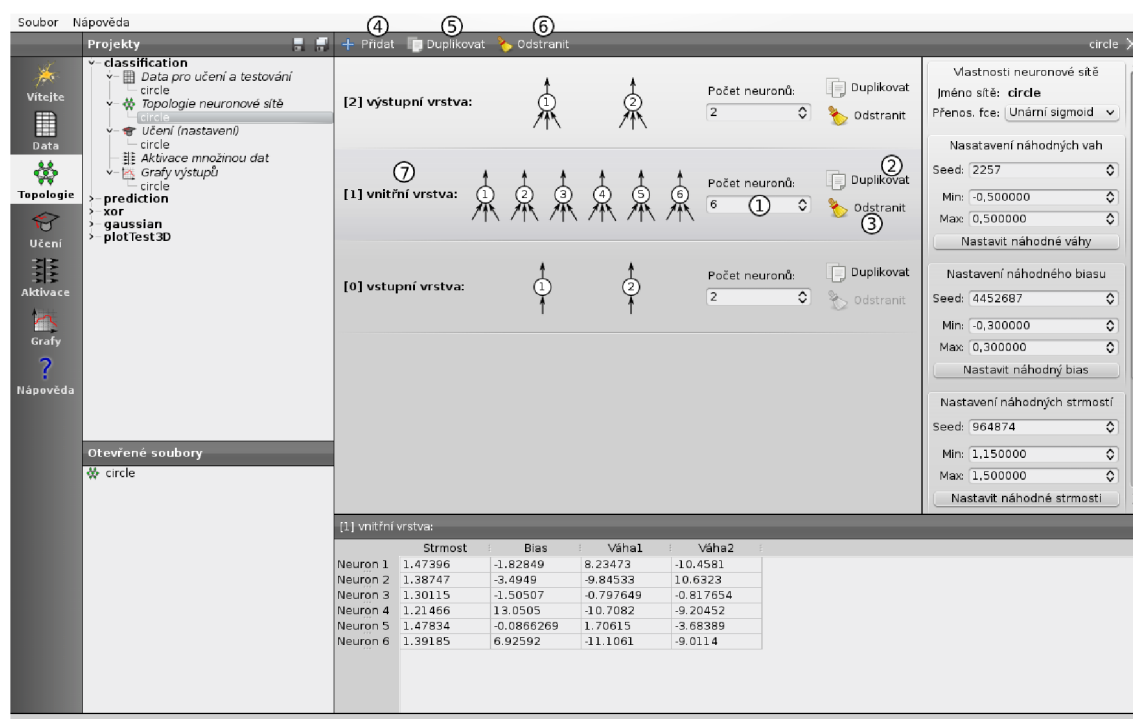 Soubor Nápověda
④ ⑤ ⑥
Projekty
Přidat Duplikovat Odstranit circle
Vítejte
Data
Topologie
Učení
Aktivace
Grafy
Nápověda
classification
Data pro učení a testování
circle
Topologie neuronové sítě
circle
Učení (nastavení)
circle
Aktivace množinou dat
Grafy výstupů
circle
prediction
xor
gaussian
plotTest3D
Otevřené soubory
circle
[2] výstupní vrstva:
1 2
Počet neuronů:
2
Duplikovat
Odstranit
⑦ ②
[1] vnitřní vrstva:
1 2 3 4 5 6
Počet neuronů:
6 ①
Duplikovat
Odstranit
③
[0] vstupní vrstva:
1 2
Počet neuronů:
2
Duplikovat
Odstranit
Vlastnosti neuronové sítě
Jméno sítě: circle
Přenos. fce: Unární sigmoid
Nasatavení náhodných vah
Seed: 2257
Min: -0,500000
Max: 0,500000
Nastavit náhodné váhy
Nastavení náhodného biasu
Seed: 4452687
Min: -0,300000
Max: 0,300000
Nastavit náhodný bias
Nastavení náhodných strmostí
Seed: 964874
Min: 1,150000
Max: 1,500000
Nastavit náhodné strmosti
[1] vnitřní vrstva:
Strmost Bias Váha1 Váha2
Neuron 1 1.47396 -1.82849 8.23473 -10.4581
Neuron 2 1.38747 -3.4949 -9.84533 10.6323
Neuron 3 1.30115 -1.50507 -0.797649 -0.817654
Neuron 4 1.21466 13.0505 -10.7082 -9.20452
Neuron 5 1.47834 -0.0866269 1.70615 -3.68389
Neuron 6 1.39185 6.92592 -11.1061 -9.0114